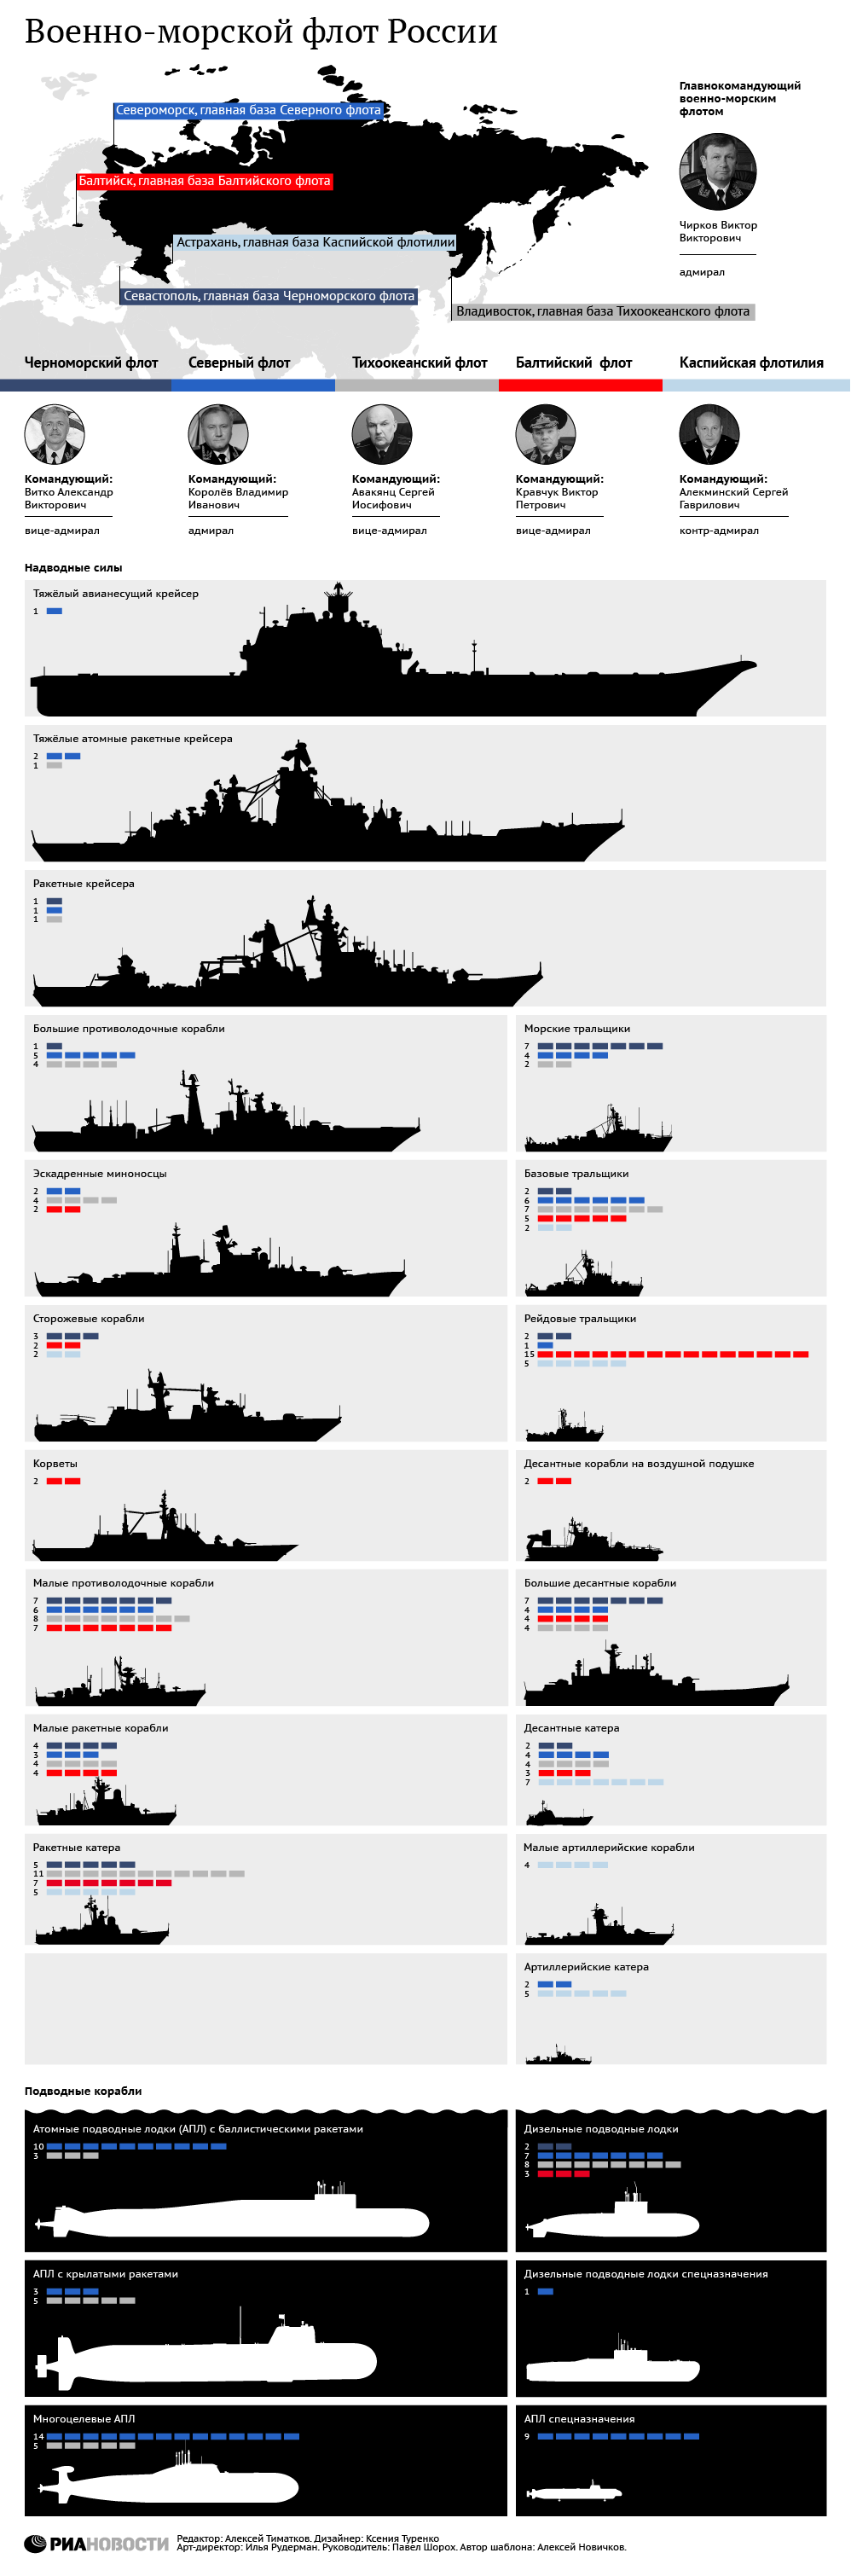 Военно-морской флот России
Североморск, главная база Северного флота
Балтийск, главная база Балтийского флота
Астрахань, главная база Каспийской флотилии
Севастополь, главная база Черноморского флота
Владивосток, главная база Тихоокеанского флота
Главнокомандующий
военно-морским
флотом
Чирков Виктор
Викторович
адмирал
Черноморский флот
Северный флот
Тихоокеанский флот
Балтийский флот
Каспийская флотилия
Командующий:
Витко Александр
Викторович
вице-адмирал
Командующий:
Королёв Владимир
Иванович
адмирал
Командующий:
Авакянц Сергей
Иосифович
вице-адмирал
Командующий:
Кравчук Виктор
Петрович
вице-адмирал
Командующий:
Алекминский Сергей
Гаврилович
контр-адмирал
Надводные силы
Тяжёлый авианесущий крейсер
1
Тяжёлые атомные ракетные крейсера
2
1
Ракетные крейсера
1
1
1
Большие противолодочные корабли
1
5
4
Морские тральщики
7
4
2
Эскадренные миноносцы
2
4
2
Базовые тральщики
2
6
7
5
2
Сторожевые корабли
3
2
2
Рейдовые тральщики
2
1
15
5
Корветы
2
Десантные корабли на воздушной подушке
2
Малые противолодочные корабли
7
6
8
7
Большие десантные корабли
7
4
4
4
Малые ракетные корабли
4
3
4
4
Десантные катера
2
4
4
3
7
Ракетные катера
5
11
7
5
Малые артиллерийские корабли
4
Артиллерийские катера
2
5
Подводные корабли
Атомные подводные лодки (АПЛ) с баллистическими ракетами
10
3
Дизельные подводные лодки
2
7
8
3
АПЛ с крылатыми ракетами
3
5
Дизельные подводные лодки спецназначения
1
Многоцелевые АПЛ
14
5
АПЛ спецназначения
9
РИАНОВОСТИ
Редактор: Алексей Тиматков. Дизайнер: Ксения Туренко
Арт-директор: Илья Рудерман. Руководитель: Павел Шорох. Автор шаблона: Алексей Новичков.